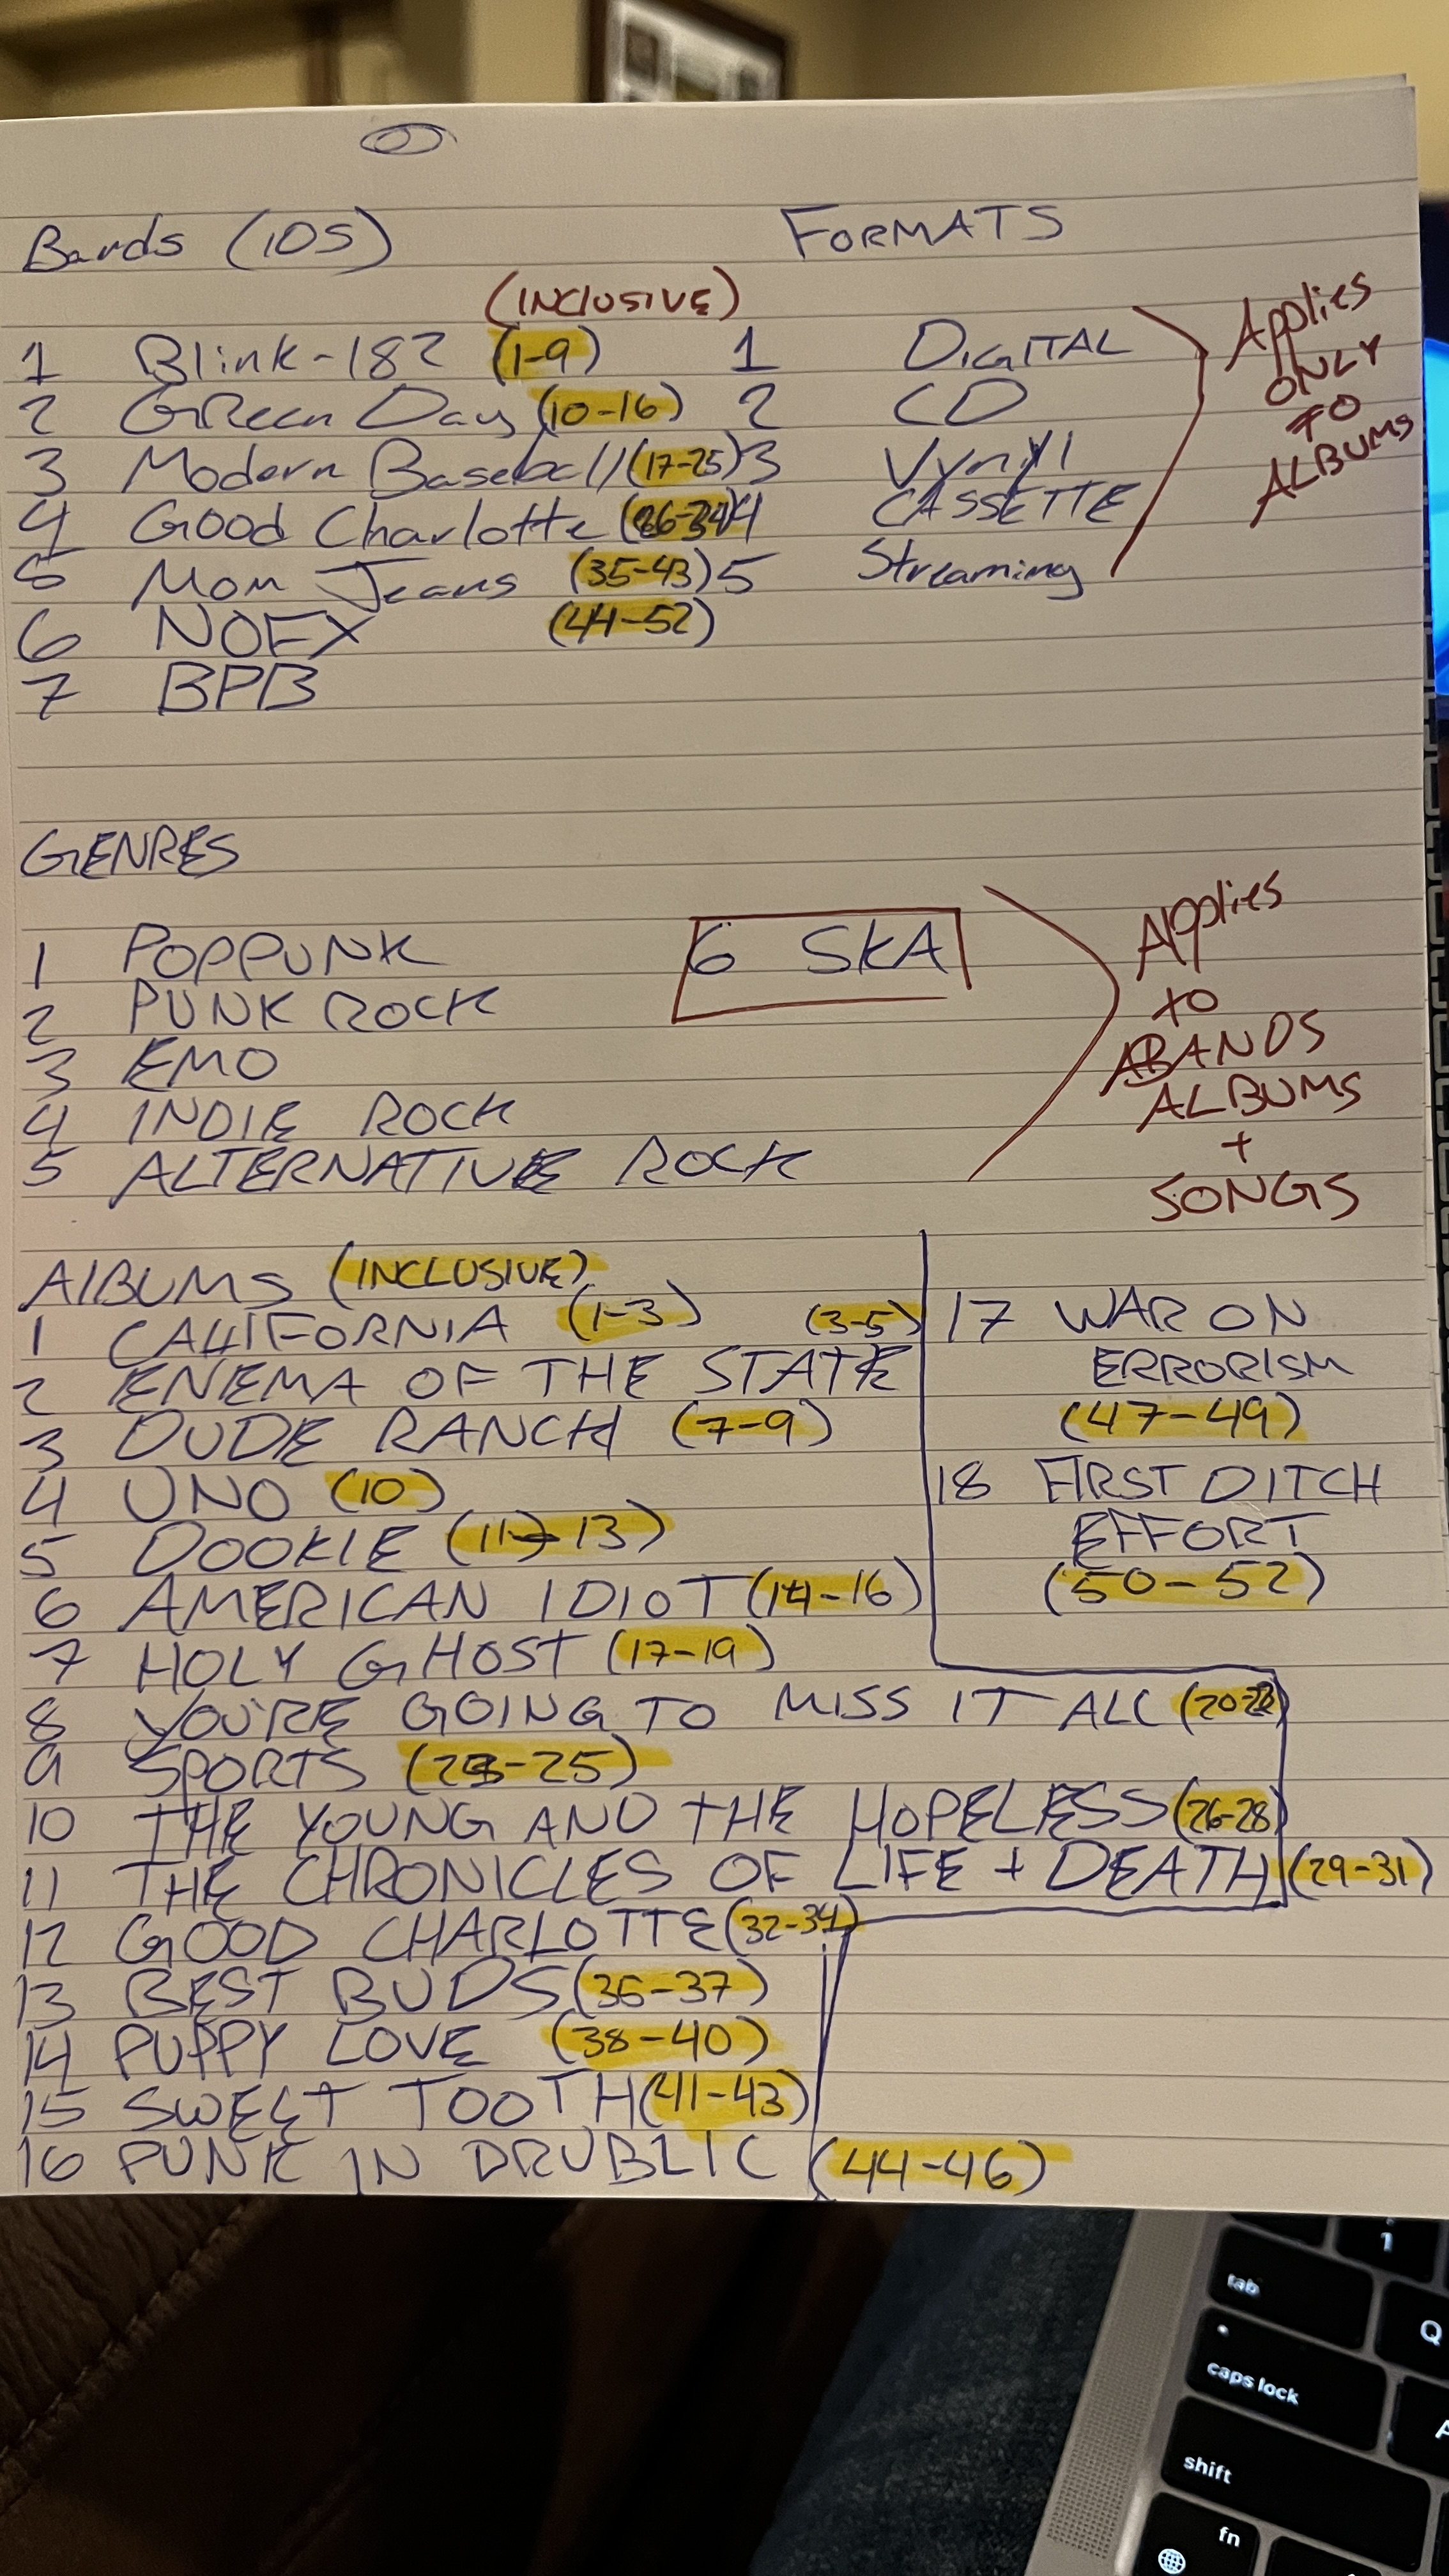 Bands (IDS)
FORMATS
(INCLUSIVE)
1 Blink-182 (1-9)
2 Green Day (10-16)
3 Modern Baseball (17-25)
4 Good Charlotte (26-34)
5 Mom Jeans (35-43)
6 NOFX (44-52)
7 BPB
1 DIGITAL
2 CD
3 Vynyl
4 CASSETTE
5 Streaming
Applies
ONLY
TO
ALBUMS
GENRES
1 POPPUNK
2 PUNK ROCK
3 EMO
4 INDIE ROCK
5 ALTERNATIVE ROCK
6 SKA
Applies
to
BANDS
ALBUMS
+
SONGS
AlBUMS (INCLUSIVE)
1 CALIFORNIA (1-3)
2 ENEMA OF THE STATE (3-5)
3 DUDE RANCH (7-9)
4 UNO (10)
5 DOOKIE (11-13)
6 AMERICAN IDIOT (14-16)
7 HOLY GHOST (17-19)
8 YOU'RE GOING TO MISS IT ALL (20-22)
9 SPORTS (23-25)
10 THE YOUNG AND THE HOPELESS (26-28)
11 THE CHRONICLES OF LIFE + DEATH (29-31)
12 GOOD CHARLOTTE (32-34)
13 BEST BUDS (35-37)
14 PUPPY LOVE (38-40)
15 SWEET TOOTH (41-43)
16 PUNK IN DRUBLIC (44-46)
17 WAR ON
ERRORISM
(47-49)
18 FIRST DITCH
EFFORT
(50-52)
1
tab
Q
caps lock
A
shift
fn